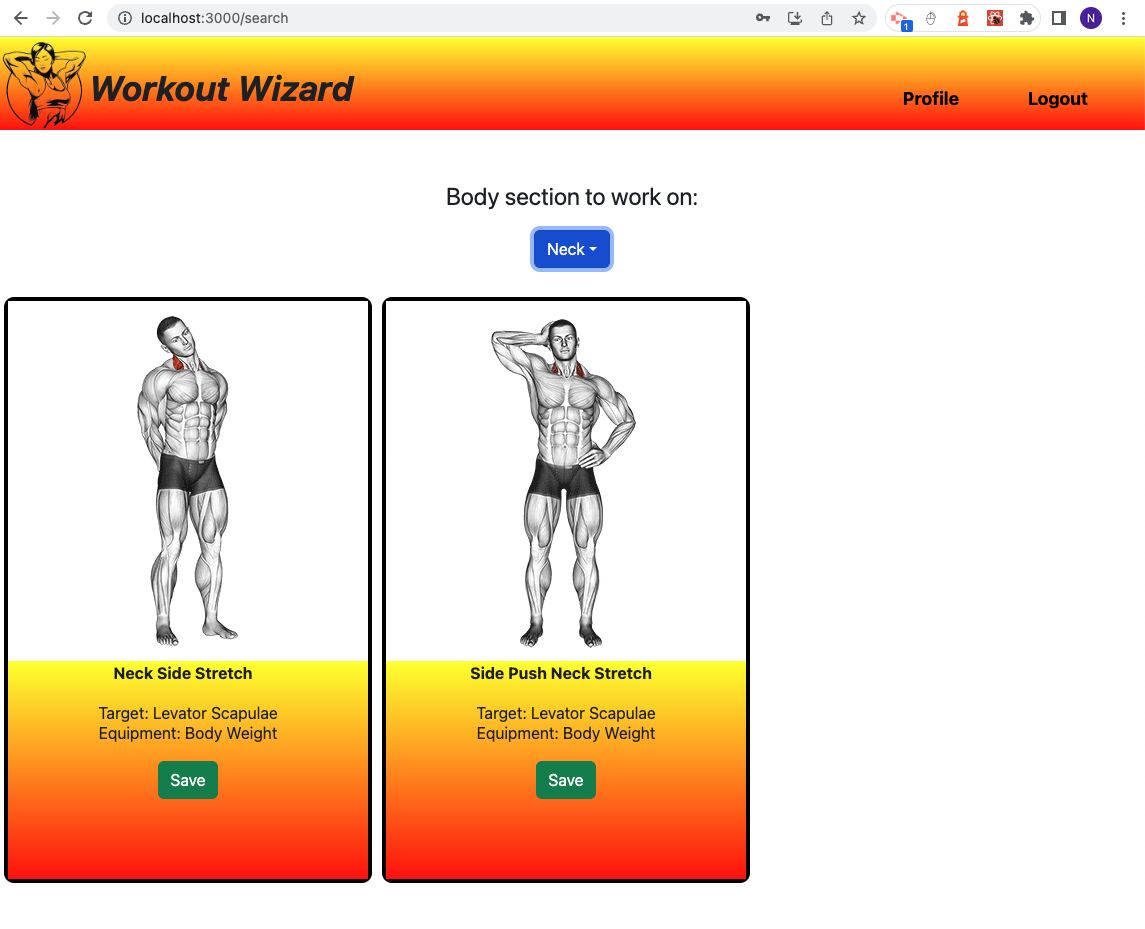 localhost:3000/search
1
N
Workout Wizard
Profile
Logout
Body section to work on:
Neck
Neck Side Stretch
Target: Levator Scapulae
Equipment: Body Weight
Save
Side Push Neck Stretch
Target: Levator Scapulae
Equipment: Body Weight
Save